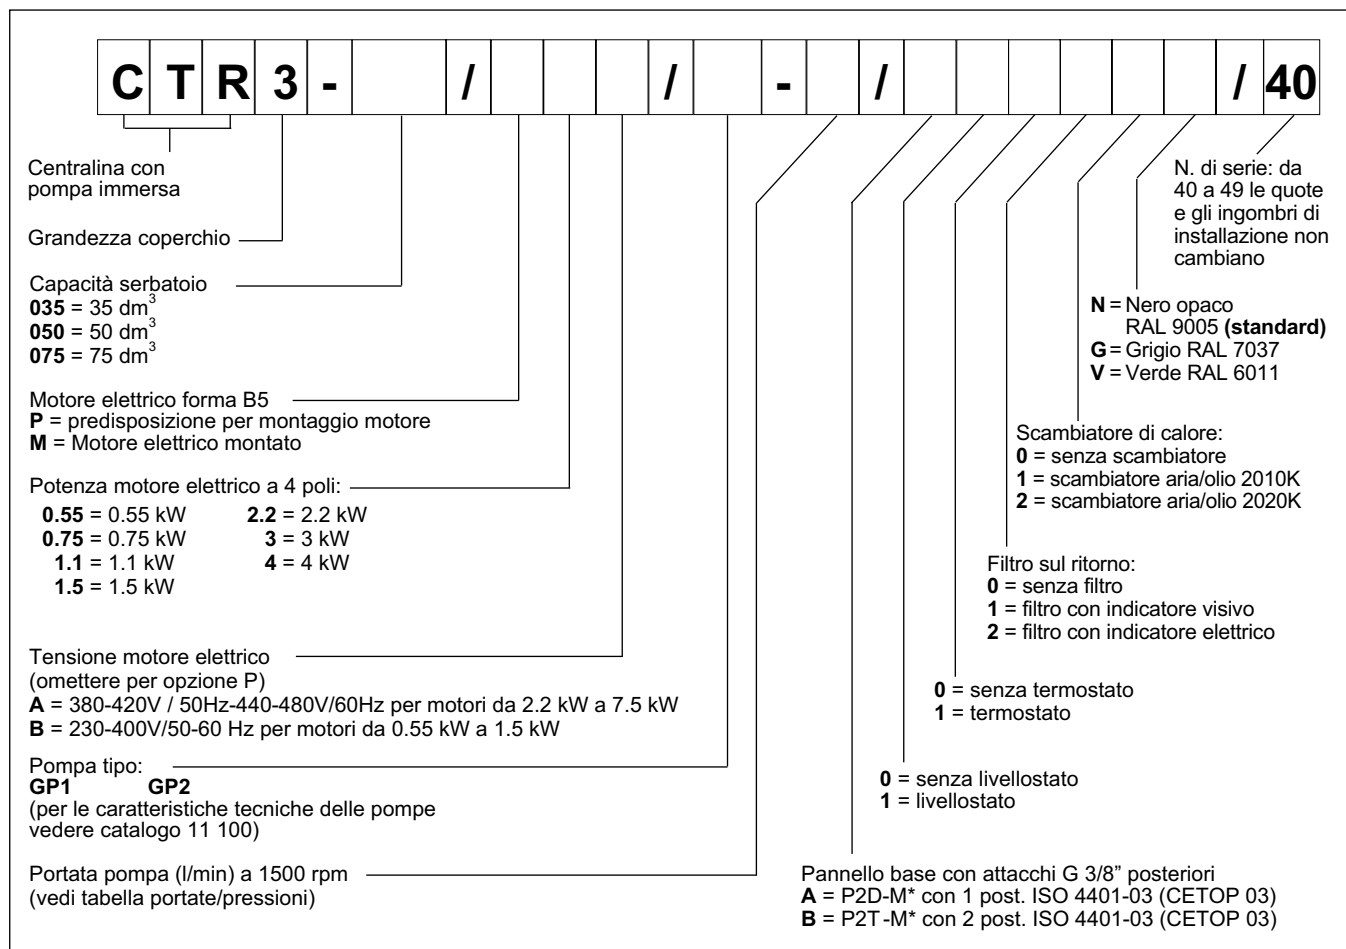 CTR3-  /   /  - /      /40
Centralina con
pompa immersa
Grandezza coperchio
Capacità serbatoio
035 = 35 dm³
050 = 50 dm³
075 = 75 dm³
Motore elettrico forma B5
P = predisposizione per montaggio motore
M = Motore elettrico montato
Potenza motore elettrico a 4 poli:
0.55 = 0.55 kW 2.2 = 2.2 kW
0.75 = 0.75 kW 3 = 3 kW
1.1 = 1.1 kW 4 = 4 kW
1.5 = 1.5 kW
Tensione motore elettrico
(omettere per opzione P)
A = 380-420V / 50Hz-440-480V/60Hz per motori da 2.2 kW a 7.5 kW
B = 230-400V/50-60 Hz per motori da 0.55 kW a 1.5 kW
Pompa tipo:
GP1 GP2
(per le caratteristiche tecniche delle pompe
vedere catalogo 11 100)
Portata pompa (l/min) a 1500 rpm
(vedi tabella portate/pressioni)
N. di serie: da
40 a 49 le quote
e gli ingombri di
installazione non
cambiano
N = Nero opaco
RAL 9005 (standard)
G = Grigio RAL 7037
V = Verde RAL 6011
Scambiatore di calore:
0 = senza scambiatore
1 = scambiatore aria/olio 2010K
2 = scambiatore aria/olio 2020K
Filtro sul ritorno:
0 = senza filtro
1 = filtro con indicatore visivo
2 = filtro con indicatore elettrico
0 = senza termostato
1 = termostato
0 = senza livellostato
1 = livellostato
Pannello base con attacchi G 3/8” posteriori
A = P2D-M* con 1 post. ISO 4401-03 (CETOP 03)
B = P2T-M* con 2 post. ISO 4401-03 (CETOP 03)